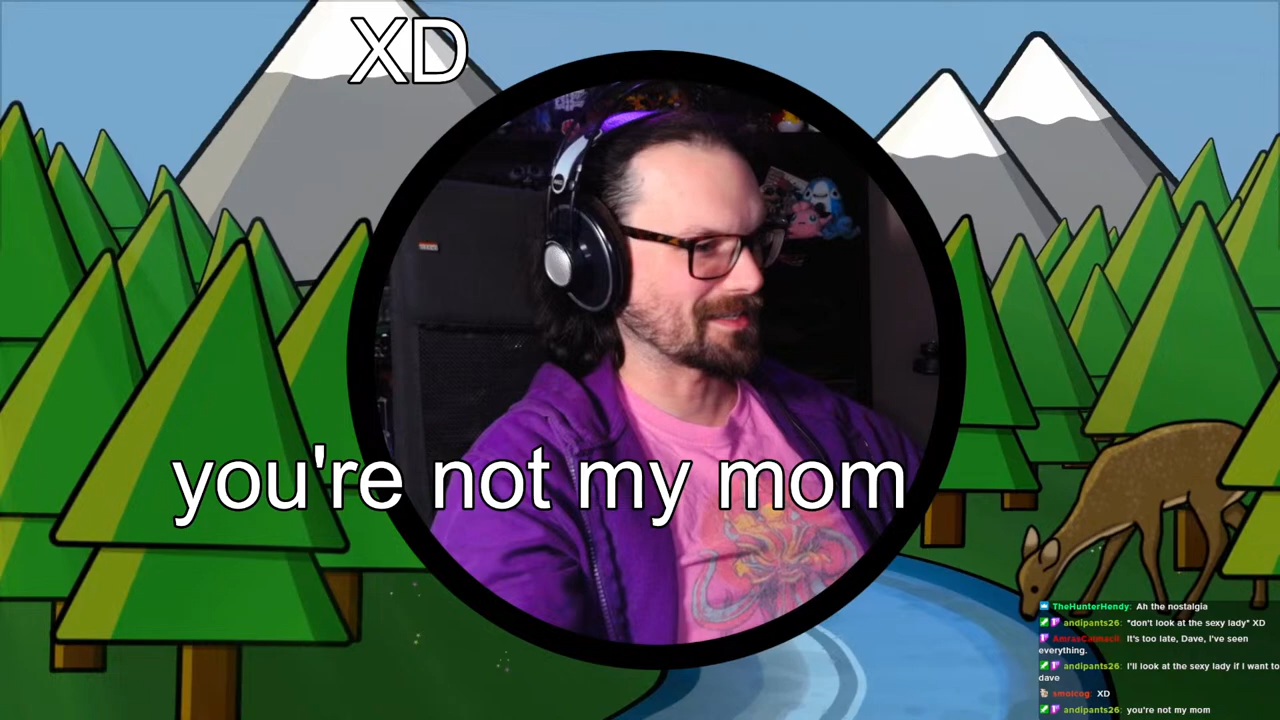 XD
you're not my mom
TheHunterHendy: Ah the nostalgia
andipants26: "don't look at the sexy lady" XD
It's too late, Dave, I've seen
everything.
andipants26: I'll look at the sexy lady if I want to
dave
smolcog: XD
andipants26: you're not my mom